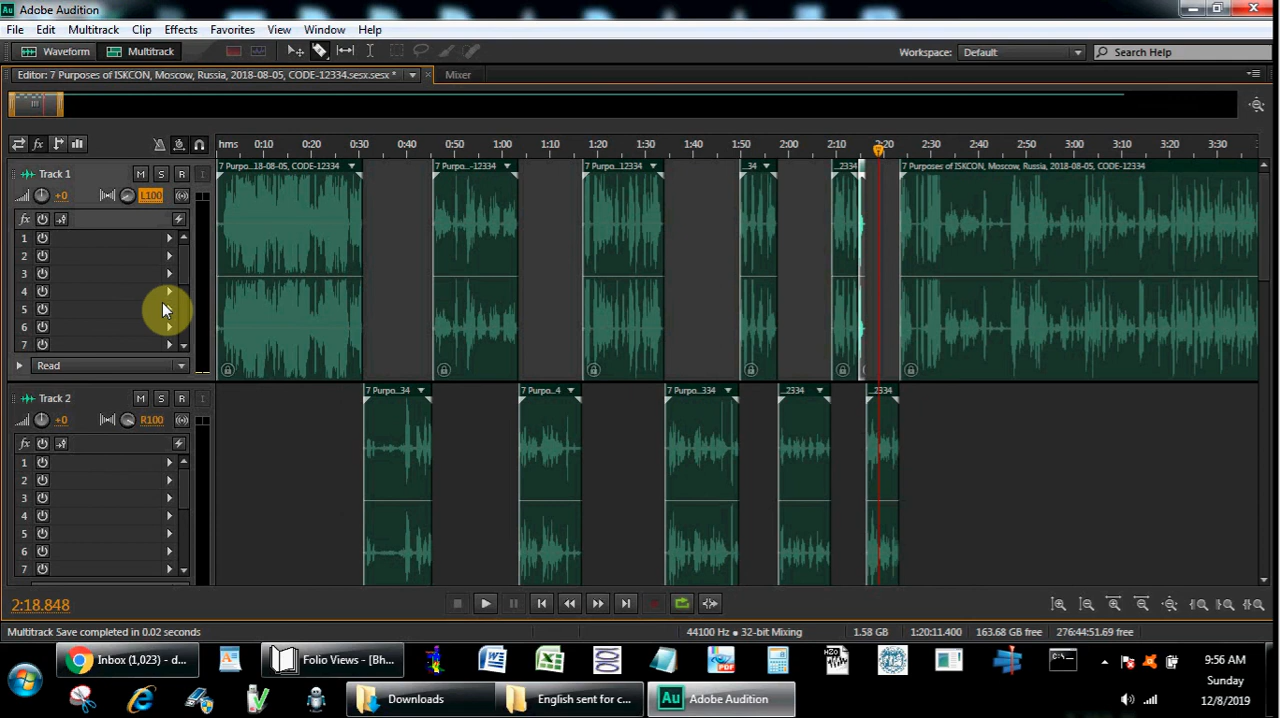 Au Adobe Audition
File Edit Multitrack Clip Effects Favorites View Window Help
Waveform Multitrack Workspace: Default Search Help
Editor: 7 Purposes of ISKCON, Moscow, Russia, 2018-08-05, CODE-12334.sesx.sesx * Mixer
hms 0:10 0:20 0:30 0:40 0:50 1:00 1:10 1:20 1:30 1:40 1:50 2:00 2:10 2:20 2:30 2:40 2:50 3:00 3:10 3:20 3:30
Track 1 M S R I
7 Purpo...18-08-05, CODE-12334 7 Purpo...-12334 7 Purpo...12334 ...34 ...2334 7 Purposes of ISKCON, Moscow, Russia, 2018-08-05, CODE-12334
+0 L100
fx
1
2
3
4
5
6
7
Read
Track 2 M S R I
7 Purpo...34 7 Purpo...4 7 Purpo...334 ...2334 ...2334
+0 R100
fx
1
2
3
4
5
6
7
2:18.848
Multitrack Save completed in 0.02 seconds 44100 Hz ● 32-bit Mixing 1.58 GB 1:20:11.400 163.68 GB free 276:44:51.69 free
Inbox (1,023) - d... Folio Views - [Bh... 9:56 AM
Sunday
Downloads English sent for c... Au Adobe Audition 12/8/2019